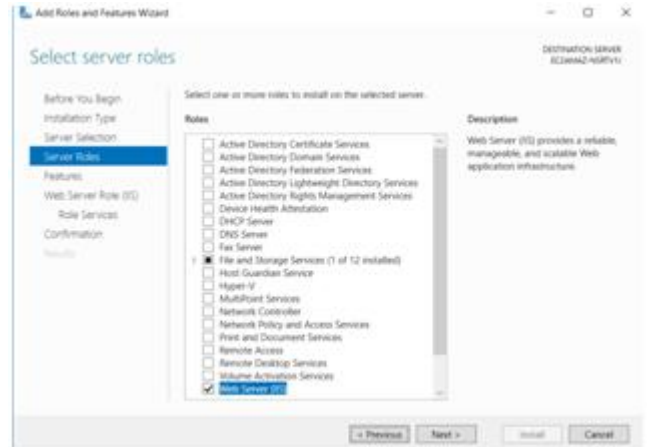 Add Roles and Features Wizard
Select server roles
DESTINATION SERVER
Before You Begin
Installation Type
Server Selection
Server Roles
Features
Web Server Role (IIS)
Role Services
Confirmation
Results
Select one or more roles to install on the selected server.
Roles
Active Directory Certificate Services
Active Directory Domain Services
Active Directory Federation Services
Active Directory Lightweight Directory Services
Active Directory Rights Management Services
Device Health Attestation
DHCP Server
DNS Server
Fax Server
File and Storage Services (1 of 12 installed)
Host Guardian Service
Hyper-V
MultiPoint Services
Network Controller
Network Policy and Access Services
Print and Document Services
Remote Access
Remote Desktop Services
Volume Activation Services
Web Server (IIS)
Description
Web Server (IIS) provides a reliable,
manageable, and scalable Web
application infrastructure.
< Previous
Next >
Install
Cancel